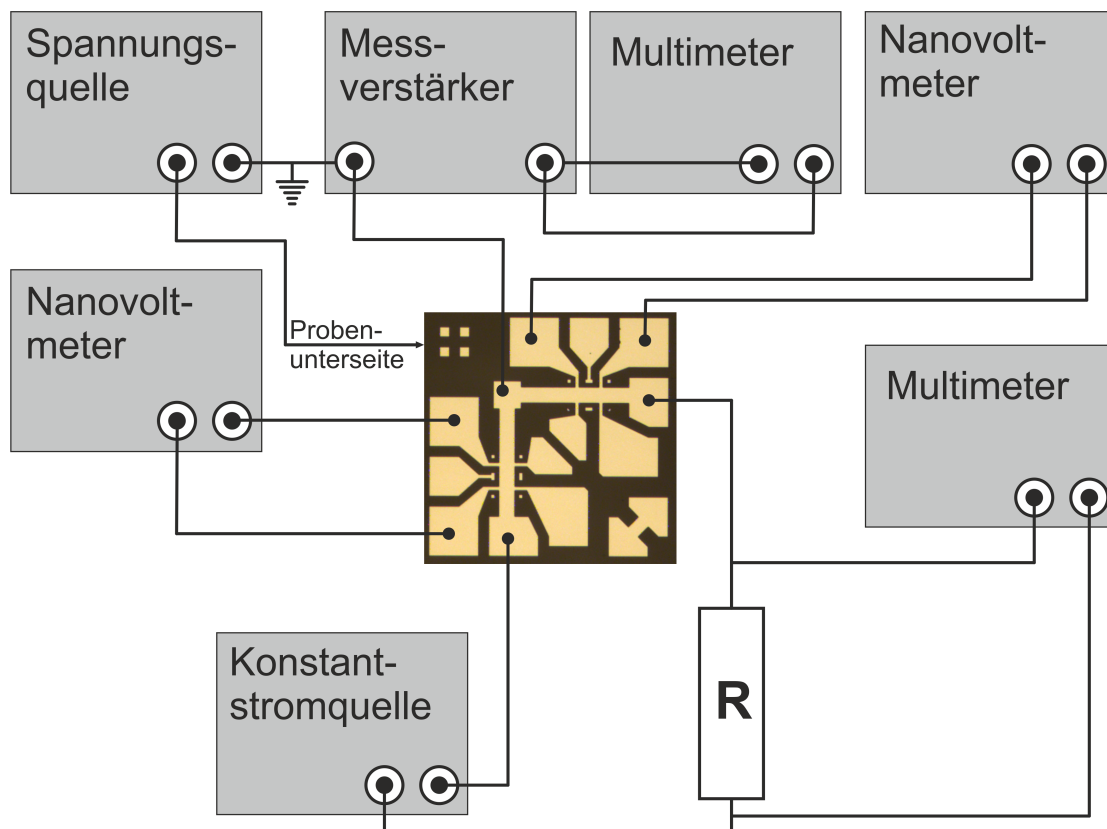 Spannungs-
quelle
Mess-
verstärker
Multimeter
Nanovolt-
meter
Nanovolt-
meter
Proben-
unterseite
Multimeter
Konstant-
stromquelle
R